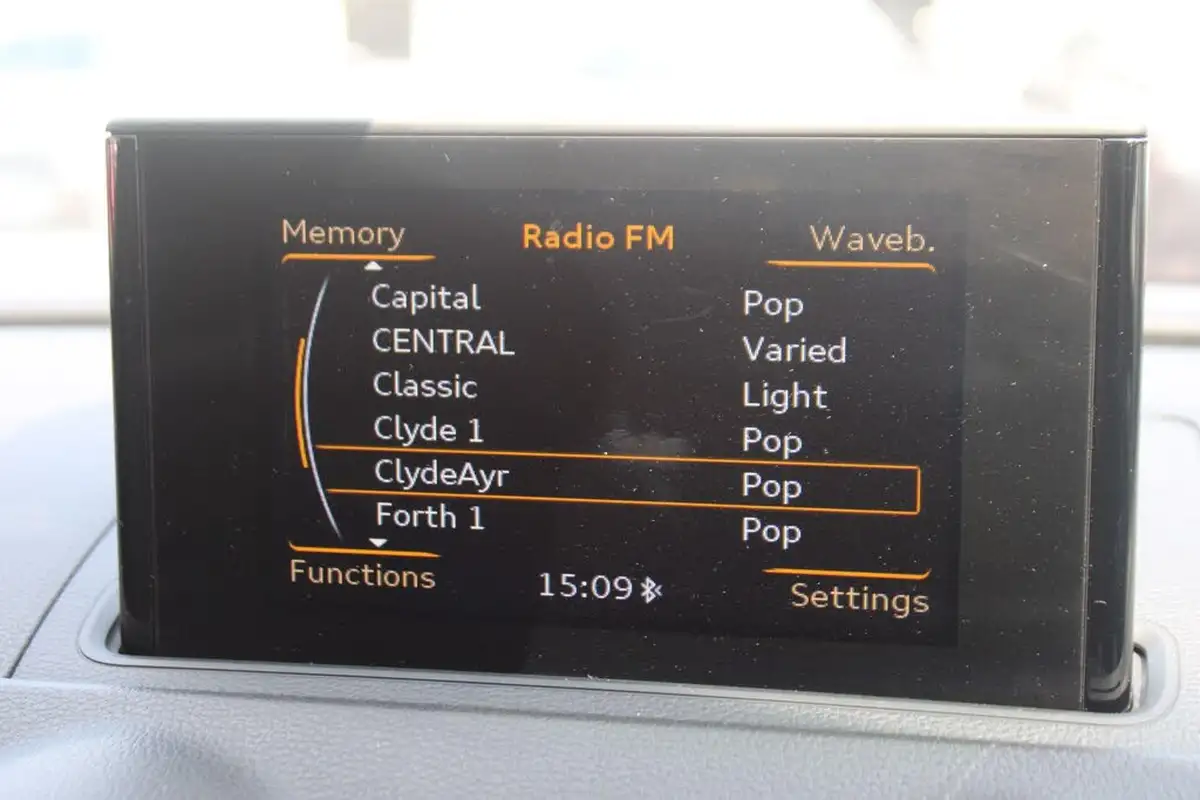 Memory Radio FM Waveb.
Capital Pop
CENTRAL Varied
Classic Light
Clyde 1 Pop
ClydeAyr Pop
Forth 1 Pop
Functions 15:09 Settings